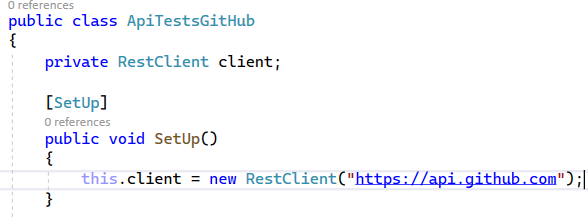 0 references
public class ApiTestsGitHub
{
private RestClient client;
[SetUp]
0 references
public void SetUp()
{
this.client = new RestClient("https://api.github.com");
}